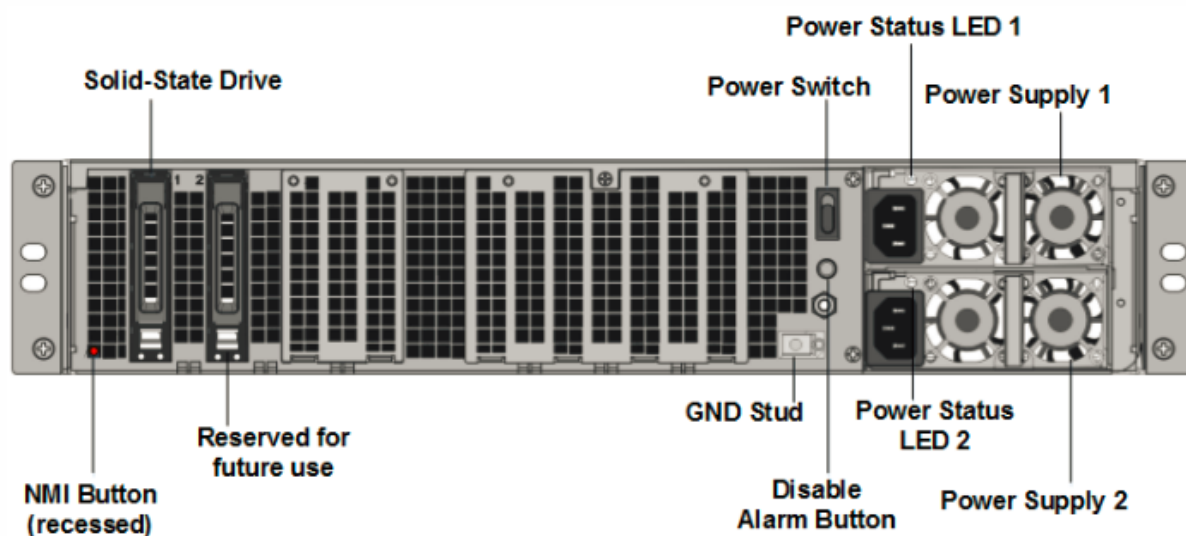 Power Status LED 1
Solid-State Drive
Power Switch
Power Supply 1
1 2
GND Stud
Power Status
LED 2
Reserved for
future use
NMI Button
(recessed)
Disable
Alarm Button
Power Supply 2